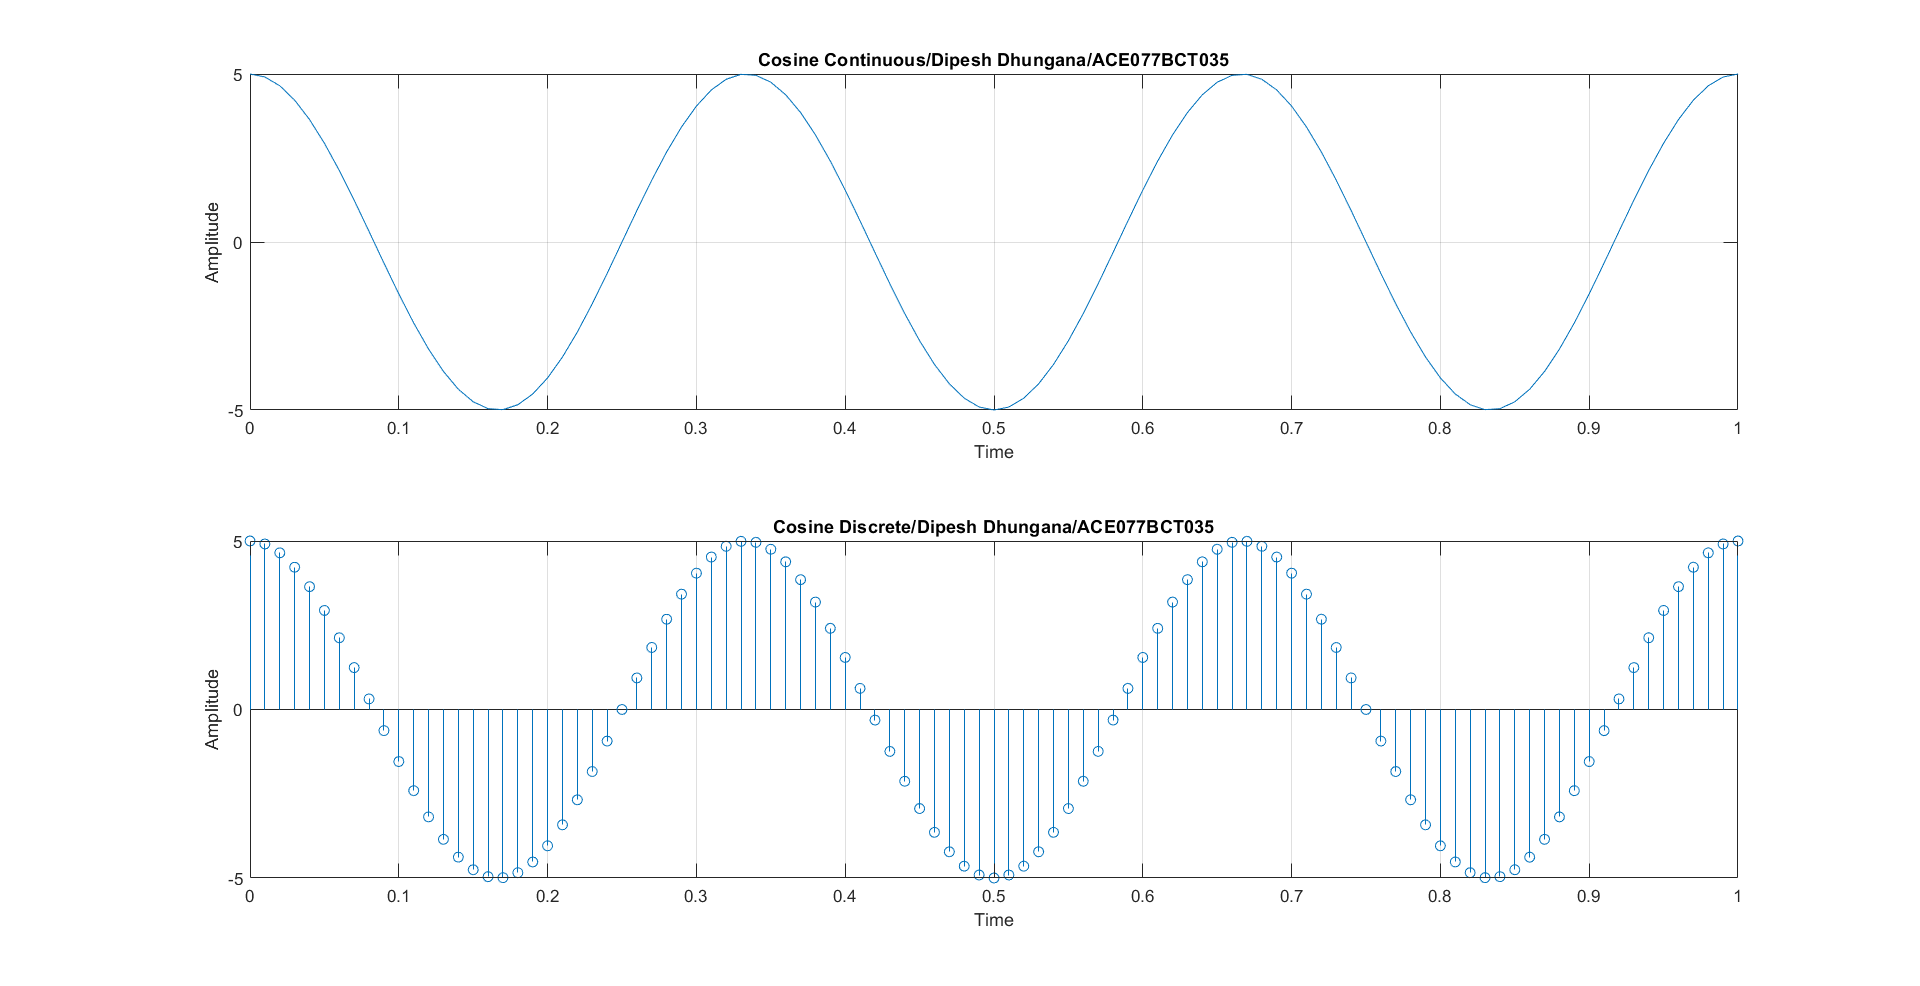 Cosine Continuous/Dipesh Dhungana/ACE077BCT035
5
0
-5
Amplitude
0 0.1 0.2 0.3 0.4 0.5 0.6 0.7 0.8 0.9 1
Time
Cosine Discrete/Dipesh Dhungana/ACE077BCT035
5
0
-5
Amplitude
0 0.1 0.2 0.3 0.4 0.5 0.6 0.7 0.8 0.9 1
Time